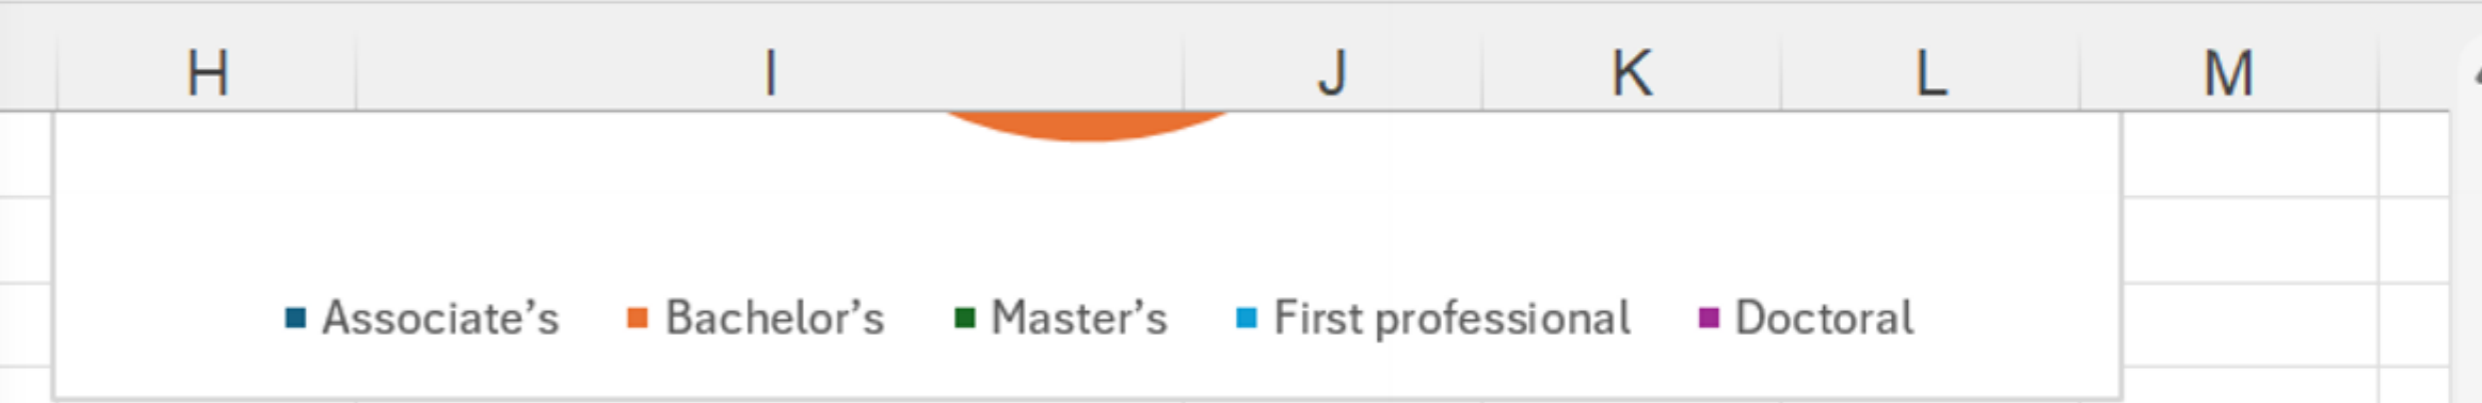 H I J K L M
Associate’s Bachelor’s Master’s First professional Doctoral